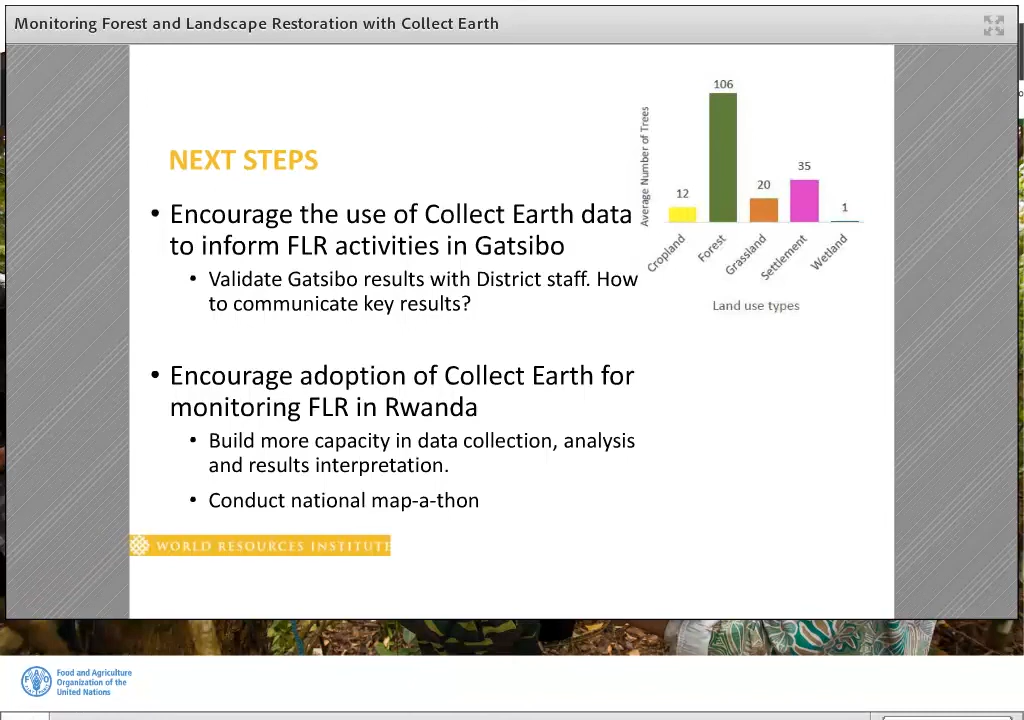 Monitoring Forest and Landscape Restoration with Collect Earth
NEXT STEPS
• Encourage the use of Collect Earth data
to inform FLR activities in Gatsibo
• Validate Gatsibo results with District staff. How
to communicate key results?
• Encourage adoption of Collect Earth for
monitoring FLR in Rwanda
• Build more capacity in data collection, analysis
and results interpretation.
• Conduct national map-a-thon
WORLD RESOURCES INSTITUTE
Average Number of Trees
12
106
20
35
1
Cropland
Forest
Grassland
Settlement
Wetland
Land use types
Food and Agriculture
Organization of the
United Nations